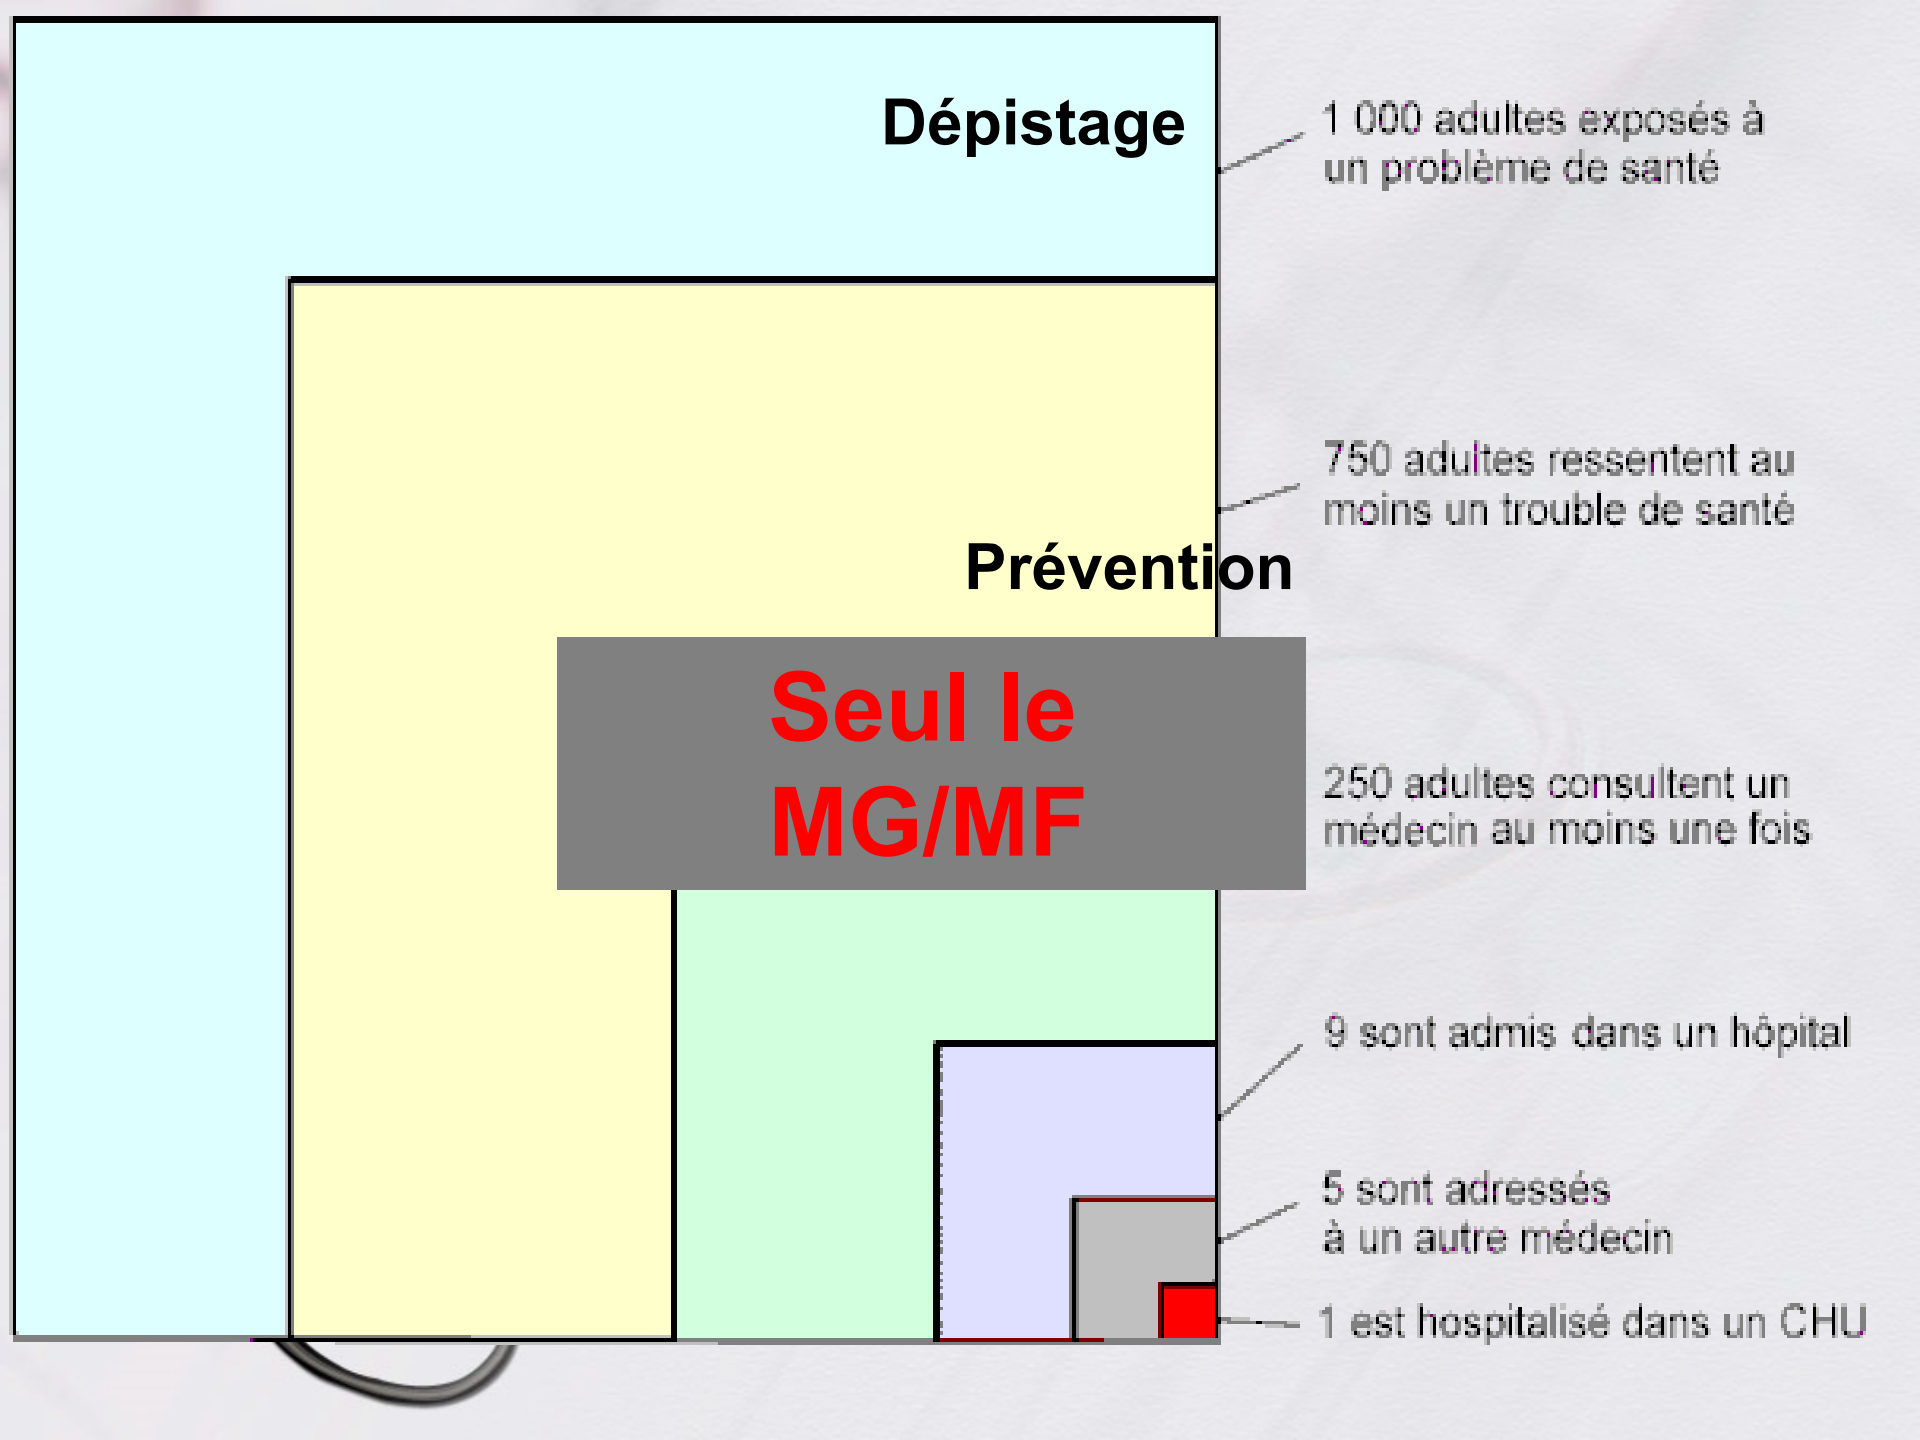 Dépistage
1 000 adultes exposés à
un problème de santé
750 adultes ressentent au
moins un trouble de santé
Prévention
Seul le
MG/MF
250 adultes consultent un
médecin au moins une fois
9 sont admis dans un hôpital
5 sont adressés
à un autre médecin
1 est hospitalisé dans un CHU